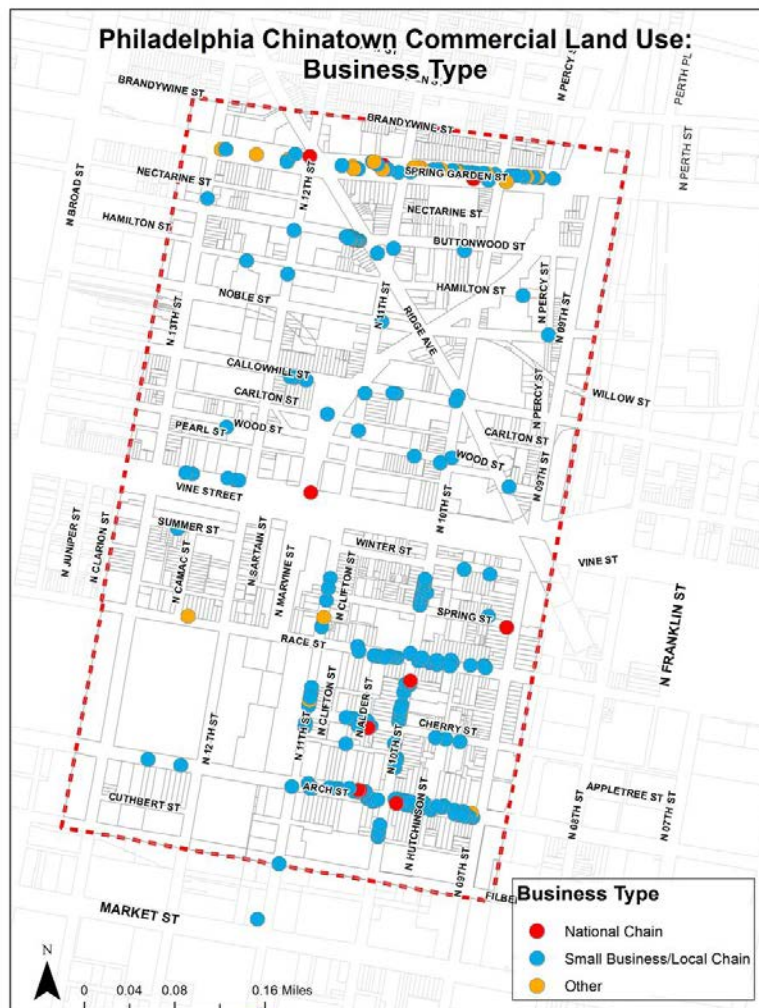 Philadelphia Chinatown Commercial Land Use:
Business Type
BRANDYWINE ST
N PERCY S
PERTH PL
BRANDYWINE ST
N PERTH ST
SPRING GARDEN ST
N BROAD ST
NECTARINE ST
N 12TH ST
NECTARINE ST
HAMILTON ST
BUTTONWOOD ST
HAMILTON ST
NOBLE ST
N 13TH ST
N 11TH ST
RIDGE AVE
N PERCY ST
N 09TH ST
CALLOWHILL ST
CARLTON ST
WILLOW ST
N PERCY ST
PEARL ST
WOOD ST
CARLTON ST
WOOD ST
N 09TH ST
VINE STREET
N 10TH ST
SUMMER ST
N JUNIPER ST
N CLARION ST
N CAMAC ST
N SARTAIN ST
N MARVINE ST
WINTER ST
VINE ST
N CLIFTON ST
SPRING ST
N FRANKLIN ST
RACE ST
N CLIFTON ST
N ALDER ST
N 12TH ST
N 11TH ST
N 10TH ST
CHERRY ST
ARCH ST
CUTHBERT ST
N HUTCHINSON ST
APPLETREE ST
N 08TH ST
N 07TH ST
N 09TH ST
FILBE
MARKET ST
Business Type
National Chain
Small Business/Local Chain
Other
N
0 0.04 0.08 0.16 Miles